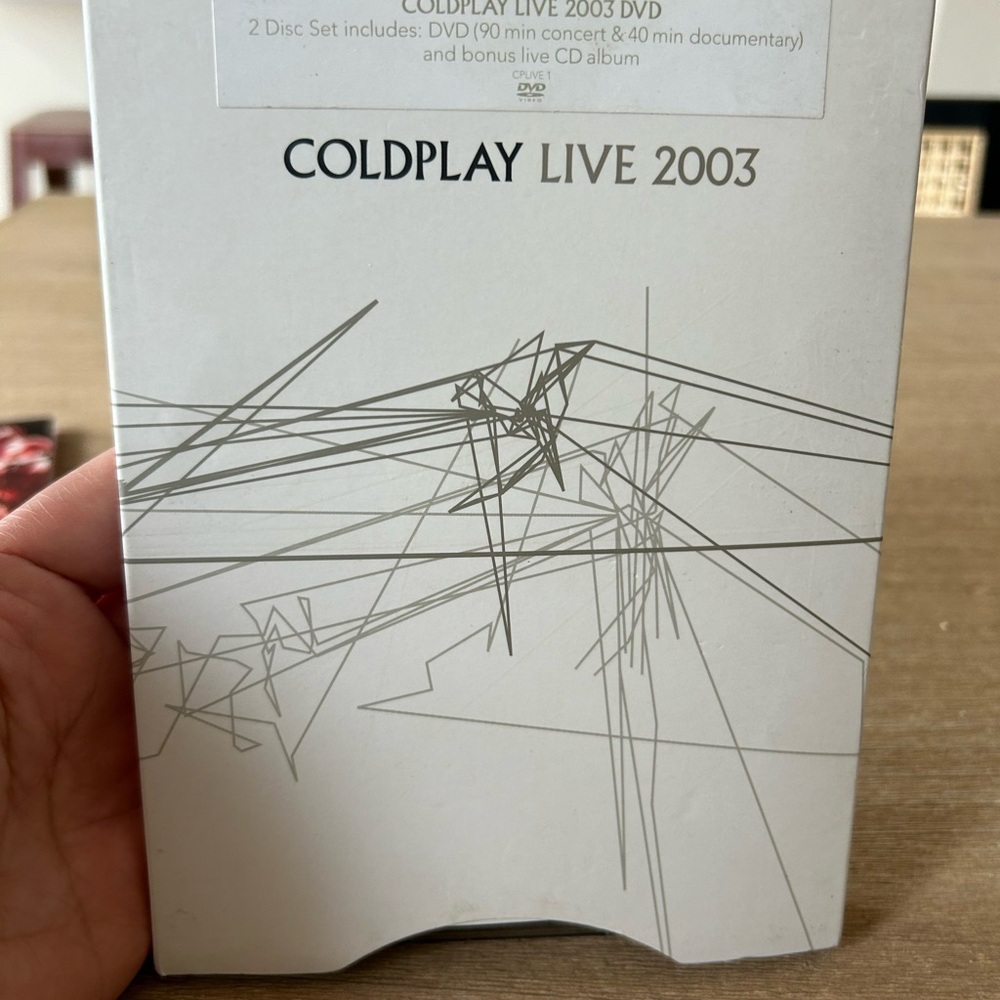 COLDPLAY LIVE 2003 DVD
2 Disc Set includes: DVD (90 min concert & 40 min documentary)
and bonus live CD album
CPLIVE 1
DVD
VIDEO
COLDPLAY LIVE 2003